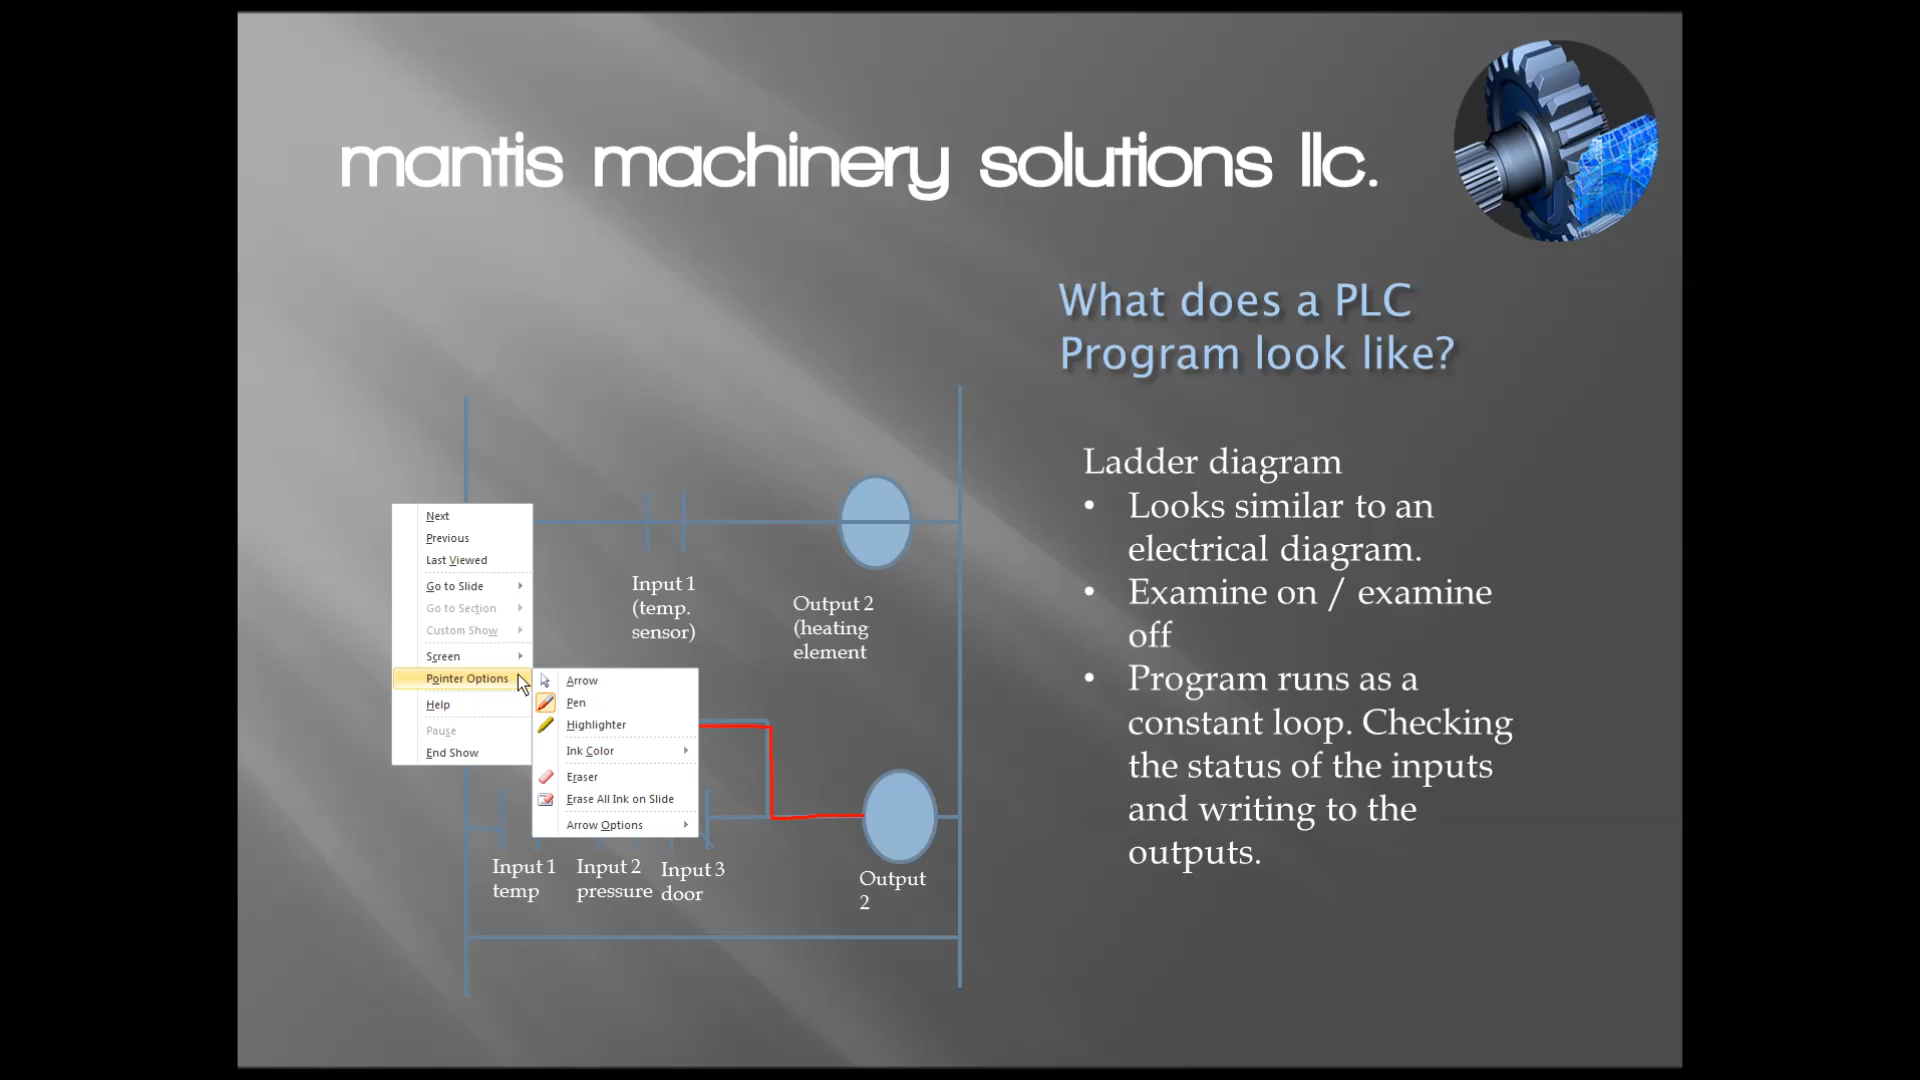 mantis machinery solutions llc.
What does a PLC
Program look like?
Ladder diagram
• Looks similar to an
electrical diagram.
• Examine on / examine
off
• Program runs as a
constant loop. Checking
the status of the inputs
and writing to the
outputs.
Input 1
(temp.
sensor)
Output 2
(heating
element
Next
Previous
Last Viewed
Go to Slide
Go to Section
Custom Show
Screen
Pointer Options
Help
Pause
End Show
Arrow
Pen
Highlighter
Ink Color
Eraser
Erase All Ink on Slide
Arrow Options
Input 1
temp
Input 2
pressure
Input 3
door
Output
2